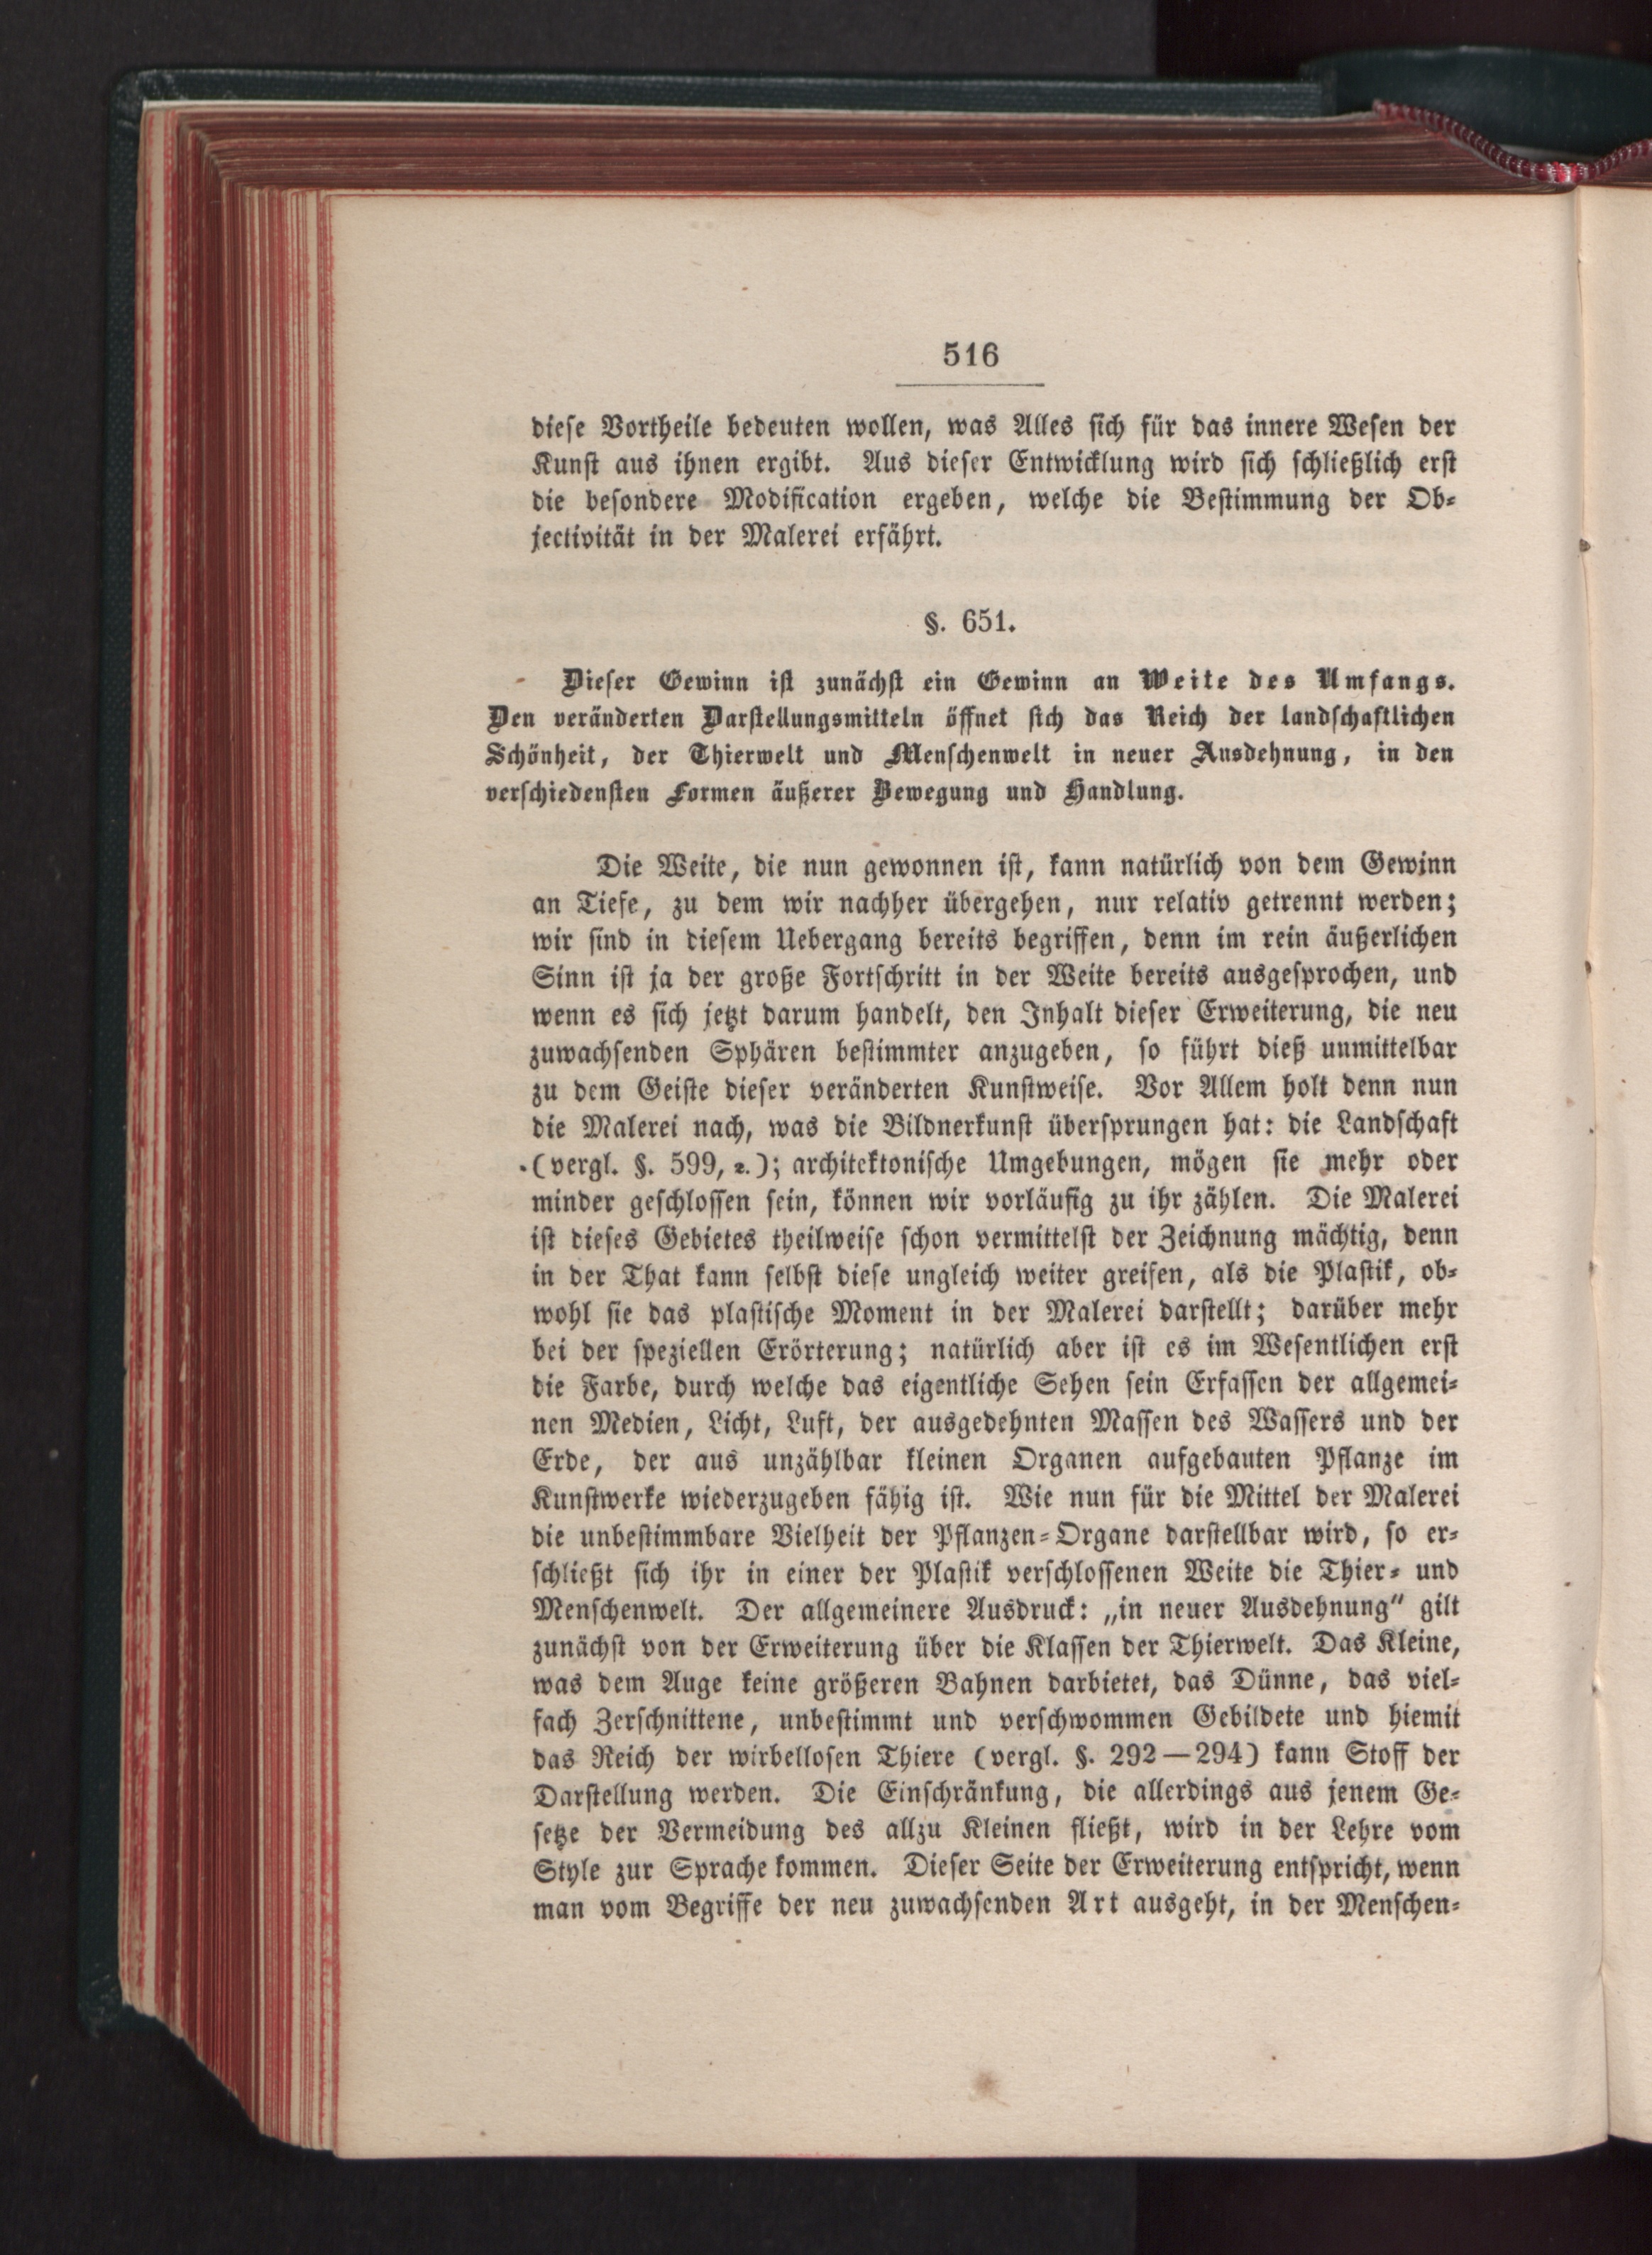 516
diese Vortheile bedeuten wollen, was Alles sich für das innere Wesen der
Kunst aus ihnen ergibt. Aus dieser Entwicklung wird sich schließlich erst
die besondere Modification ergeben, welche die Bestimmung der Ob-
jectivität in der Malerei erfährt.
§. 651.
Dieser Gewinn ist zunächst ein Gewinn an Weite des Umfangs.
Den veränderten Darstellungsmitteln öffnet sich das Reich der landschaftlichen
Schönheit, der Thierwelt und Menschenwelt in neuer Ausdehnung, in den
verschiedensten Formen äußerer Bewegung und Handlung.
Die Weite, die nun gewonnen ist, kann natürlich von dem Gewinn
an Tiefe, zu dem wir nachher übergehen, nur relativ getrennt werden;
wir sind in diesem Uebergang bereits begriffen, denn im rein äußerlichen
Sinn ist ja der große Fortschritt in der Weite bereits ausgesprochen, und
wenn es sich jetzt darum handelt, den Inhalt dieser Erweiterung, die neu
zuwachsenden Sphären bestimmter anzugeben, so führt dieß unmittelbar
zu dem Geiste dieser veränderten Kunstweise. Vor Allem holt denn nun
die Malerei nach, was die Bildnerkunst übersprungen hat: die Landschaft
(vergl. §. 599, 2.); architektonische Umgebungen, mögen sie mehr oder
minder geschlossen sein, können wir vorläufig zu ihr zählen. Die Malerei
ist dieses Gebietes theilweise schon vermittelst der Zeichnung mächtig, denn
in der That kann selbst diese ungleich weiter greifen, als die Plastik, ob-
wohl sie das plastische Moment in der Malerei darstellt; darüber mehr
bei der speziellen Erörterung; natürlich aber ist es im Wesentlichen erst
die Farbe, durch welche das eigentliche Sehen sein Erfassen der allgemei-
nen Medien, Licht, Luft, der ausgedehnten Massen des Wassers und der
Erde, der aus unzählbar kleinen Organen aufgebauten Pflanze im
Kunstwerke wiederzugeben fähig ist. Wie nun für die Mittel der Malerei
die unbestimmbare Vielheit der Pflanzen-Organe darstellbar wird, so er-
schließt sich ihr in einer der Plastik verschlossenen Weite die Thier- und
Menschenwelt. Der allgemeinere Ausdruck: „in neuer Ausdehnung“ gilt
zunächst von der Erweiterung über die Klassen der Thierwelt. Das Kleine,
was dem Auge keine größeren Bahnen darbietet, das Dünne, das viel-
fach Zerschnittene, unbestimmt und verschwommen Gebildete und hiemit
das Reich der wirbellosen Thiere (vergl. §. 292—294) kann Stoff der
Darstellung werden. Die Einschränkung, die allerdings aus jenem Ge-
setze der Vermeidung des allzu Kleinen fließt, wird in der Lehre vom
Style zur Sprache kommen. Dieser Seite der Erweiterung entspricht, wenn
man vom Begriffe der neu zuwachsenden Art ausgeht, in der Menschen-